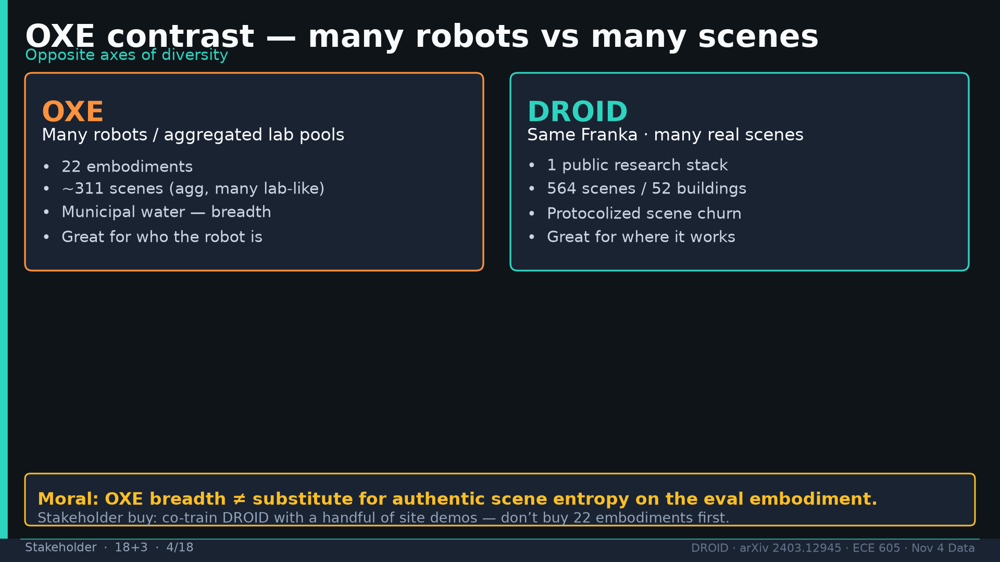 OXE contrast — many robots vs many scenes
Opposite axes of diversity
OXE
Many robots / aggregated lab pools
• 22 embodiments
• ~311 scenes (agg, many lab-like)
• Municipal water — breadth
• Great for who the robot is
DROID
Same Franka · many real scenes
• 1 public research stack
• 564 scenes / 52 buildings
• Protocolized scene churn
• Great for where it works
Moral: OXE breadth ≠ substitute for authentic scene entropy on the eval embodiment.
Stakeholder buy: co-train DROID with a handful of site demos — don’t buy 22 embodiments first.
Stakeholder · 18+3 · 4/18
DROID · arXiv 2403.12945 · ECE 605 · Nov 4 Data